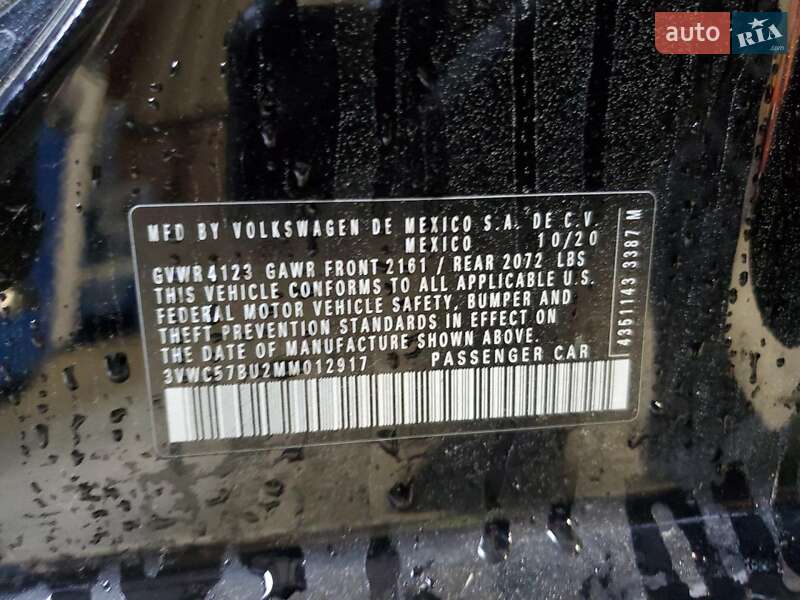 auto RIA .com
MFD BY VOLKSWAGEN DE MEXICO S.A. DE C.V
MEXICO 10/20
GVWR 4123 GAWR FRONT 2161 / REAR 2072 LBS
THIS VEHICLE CONFORMS TO ALL APPLICABLE U.S.
FEDERAL MOTOR VEHICLE SAFETY, BUMPER AND
THEFT PREVENTION STANDARDS IN EFFECT ON
THE DATE OF MANUFACTURE SHOWN ABOVE.
3VWC57BU2MM012917 PASSENGER CAR
4351143 3387 M